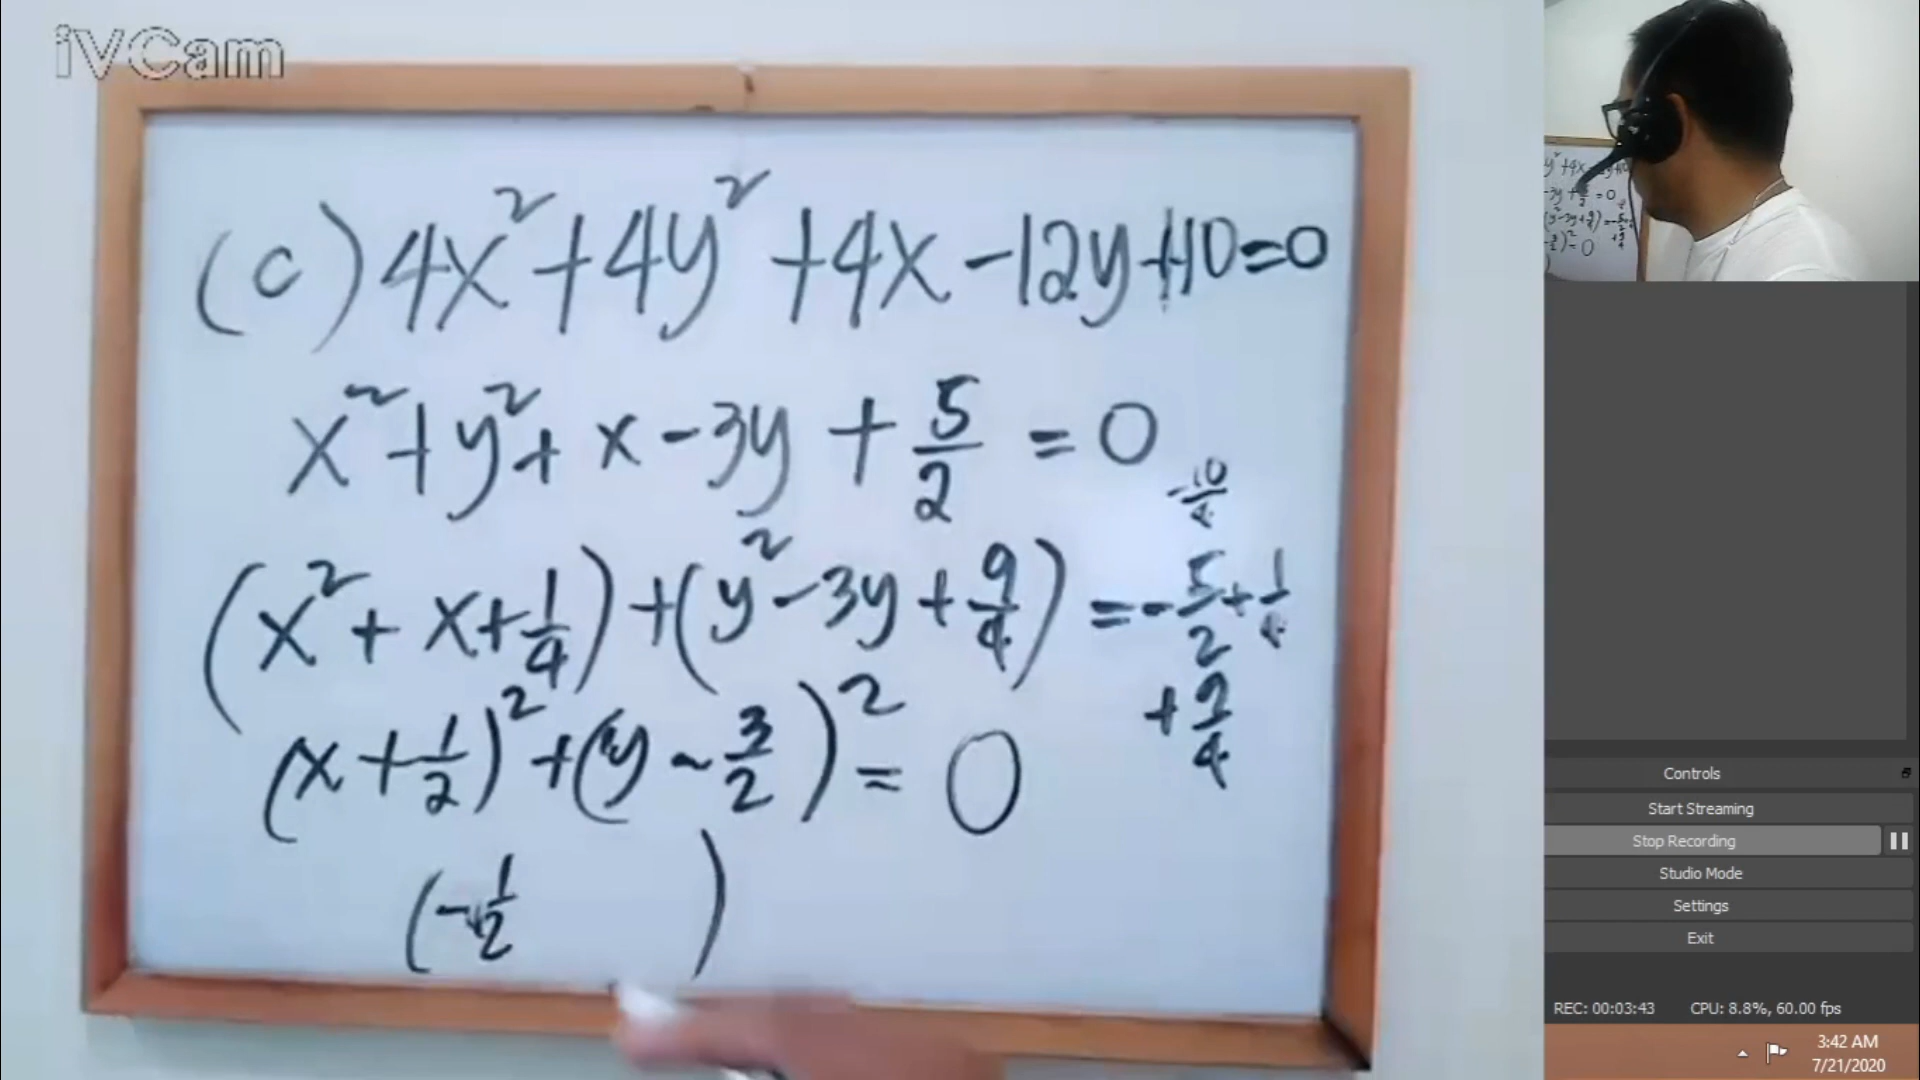 iVCam
(c) 4x² + 4y² + 4x - 12y + 10 = 0
x² + y² + x - 3y + 5/2 = 0
-10/4
(x² + x + 1/4) + (y² - 3y + 9/4) = -5/2 + 1/4
+ 9/4
(x + 1/2)² + (y - 3/2)² = 0
(-1/2 )
Controls
Start Streaming
Stop Recording
Studio Mode
Settings
Exit
REC: 00:03:43 CPU: 8.8%, 60.00 fps
3:42 AM
7/21/2020